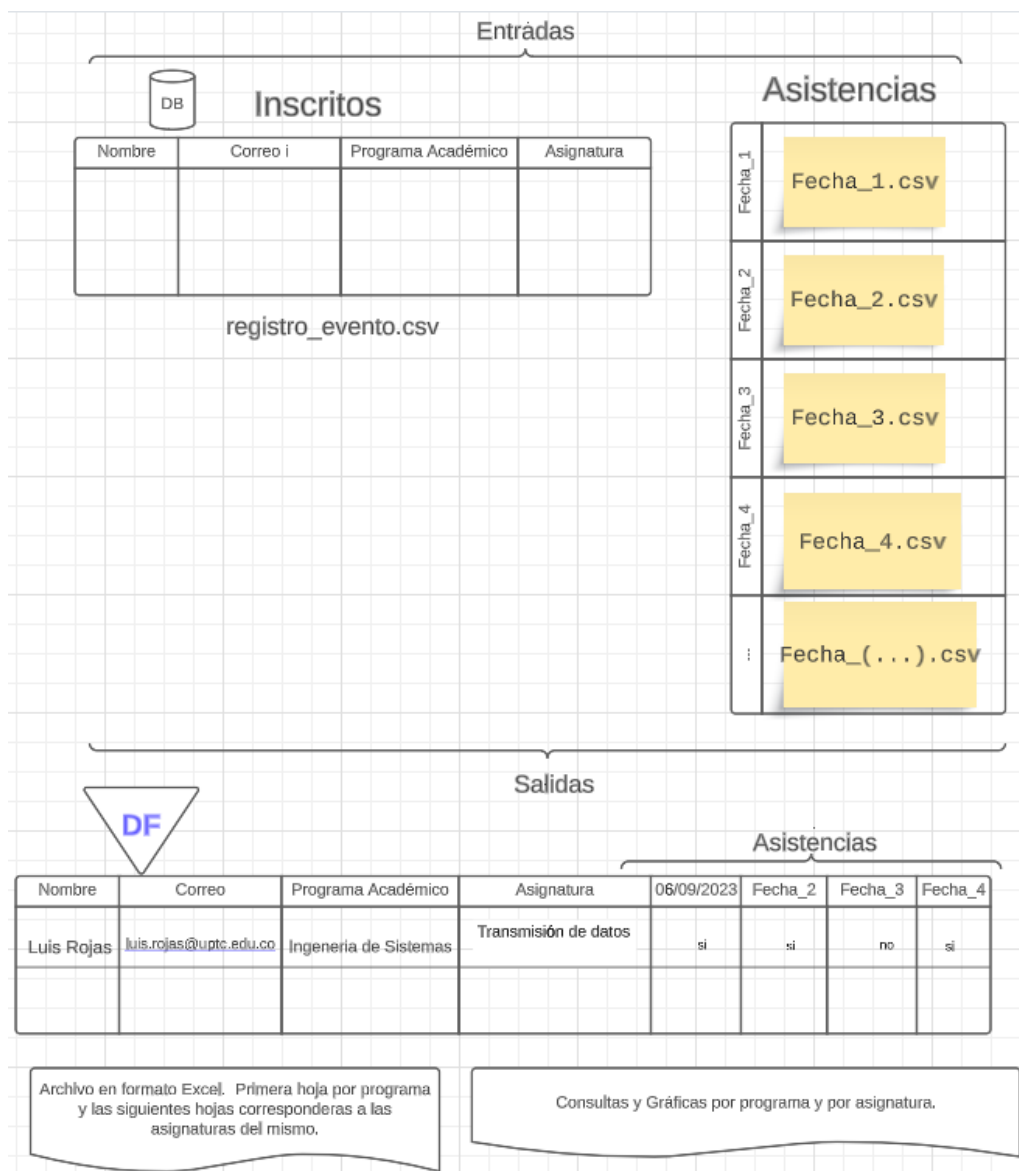 Entradas
DB
Inscritos
Asistencias
Nombre Correo i Programa Académico Asignatura
registro_evento.csv
Fecha_1 Fecha_1.csv
Fecha_2 Fecha_2.csv
Fecha_3 Fecha_3.csv
Fecha_4 Fecha_4.csv
... Fecha_(...).csv
Salidas
DF
Asistencias
Nombre Correo Programa Académico Asignatura 06/09/2023 Fecha_2 Fecha_3 Fecha_4
Luis Rojas luis.rojas@uptc.edu.co Ingeneria de Sistemas Transmisión de datos si si no si
Archivo en formato Excel. Primera hoja por programa
y las siguientes hojas corresponderas a las
asignaturas del mismo.
Consultas y Gráficas por programa y por asignatura.